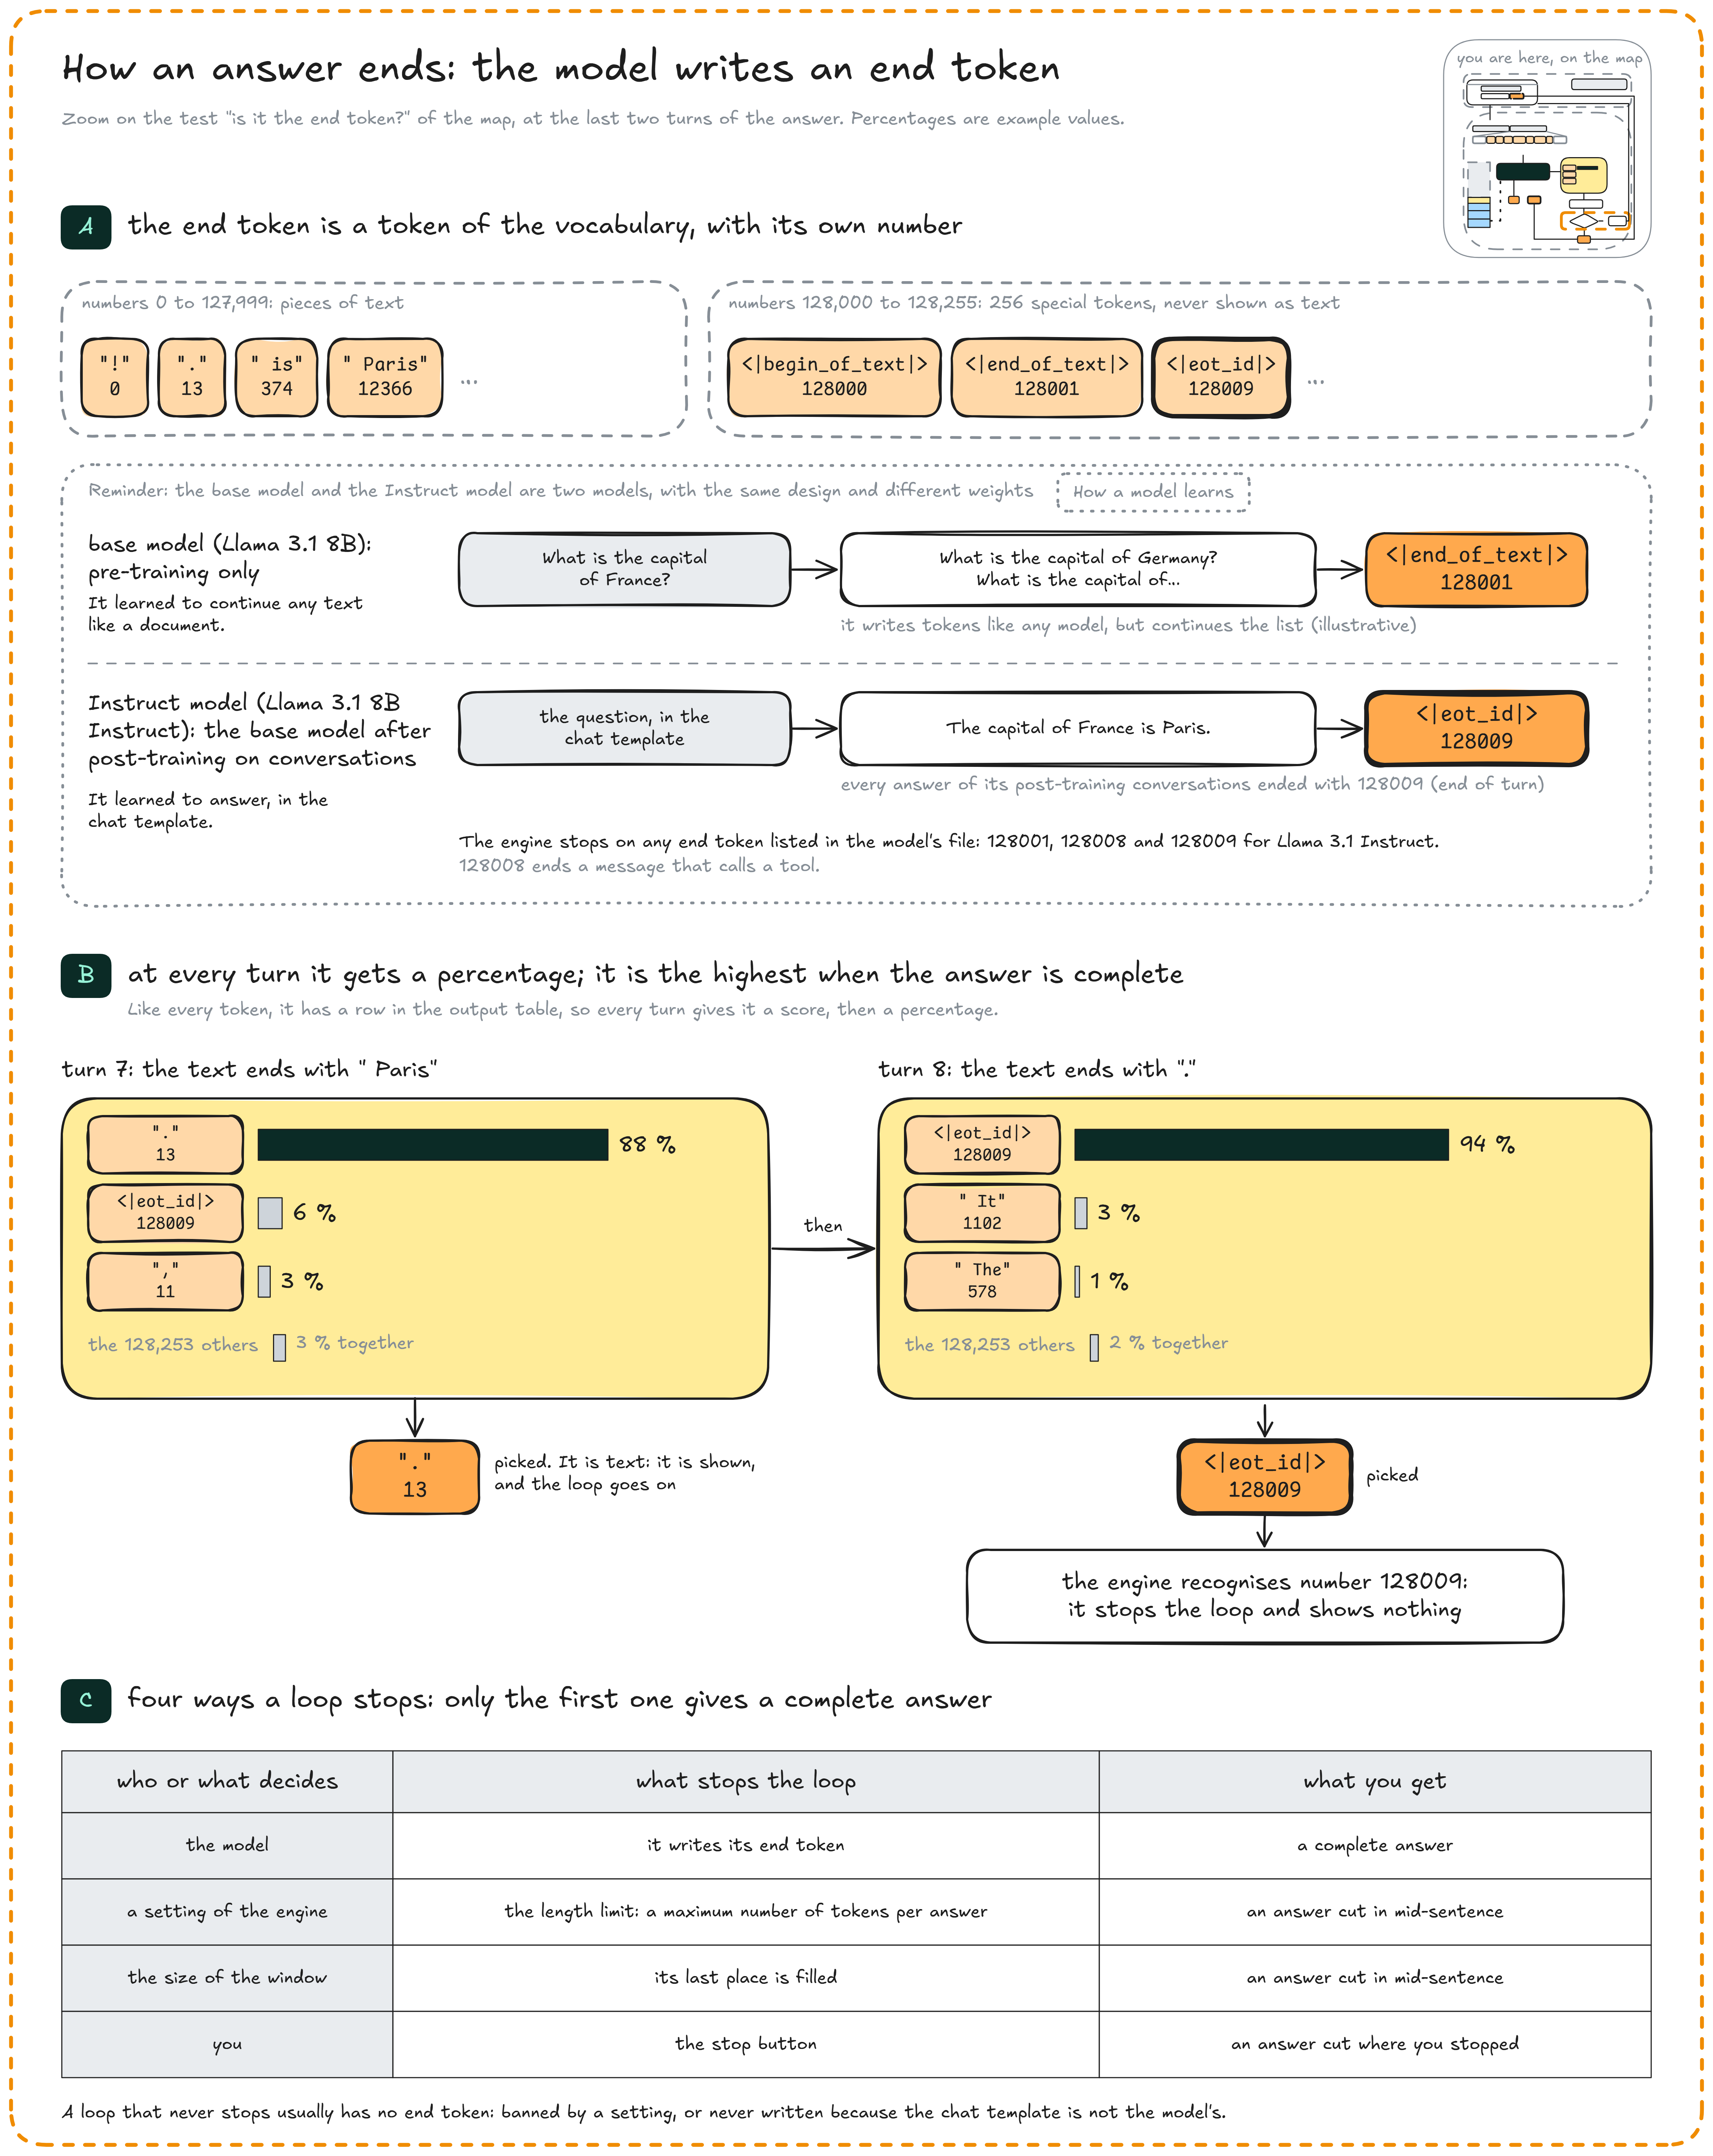 How an answer ends: the model writes an end token
you are here, on the map
Zoom on the test "is it the end token?" of the map, at the last two turns of the answer. Percentages are example values.
A
the end token is a token of the vocabulary, with its own number
numbers 0 to 127,999: pieces of text
"!"
0
"."
13
" is"
374
" Paris"
12366
...
numbers 128,000 to 128,255: 256 special tokens, never shown as text
<|begin_of_text|>
128000
<|end_of_text|>
128001
<|eot_id|>
128009
...
Reminder: the base model and the Instruct model are two models, with the same design and different weights
How a model learns
base model (Llama 3.1 8B):
pre-training only
It learned to continue any text
like a document.
What is the capital
of France?
What is the capital of Germany?
What is the capital of...
<|end_of_text|>
128001
it writes tokens like any model, but continues the list (illustrative)
Instruct model (Llama 3.1 8B
Instruct): the base model after
post-training on conversations
It learned to answer, in the
chat template.
the question, in the
chat template
The capital of France is Paris.
<|eot_id|>
128009
every answer of its post-training conversations ended with 128009 (end of turn)
The engine stops on any end token listed in the model's file: 128001, 128008 and 128009 for Llama 3.1 Instruct.
128008 ends a message that calls a tool.
B
at every turn it gets a percentage; it is the highest when the answer is complete
Like every token, it has a row in the output table, so every turn gives it a score, then a percentage.
turn 7: the text ends with " Paris"
"."
13
88 %
<|eot_id|>
128009
6 %
","
11
3 %
the 128,253 others
3 % together
then
turn 8: the text ends with "."
<|eot_id|>
128009
94 %
" It"
1102
3 %
" The"
578
1 %
the 128,253 others
2 % together
"."
13
picked. It is text: it is shown,
and the loop goes on
<|eot_id|>
128009
picked
the engine recognises number 128009:
it stops the loop and shows nothing
C
four ways a loop stops: only the first one gives a complete answer
who or what decides
what stops the loop
what you get
the model
it writes its end token
a complete answer
a setting of the engine
the length limit: a maximum number of tokens per answer
an answer cut in mid-sentence
the size of the window
its last place is filled
an answer cut in mid-sentence
you
the stop button
an answer cut where you stopped
A loop that never stops usually has no end token: banned by a setting, or never written because the chat template is not the model's.